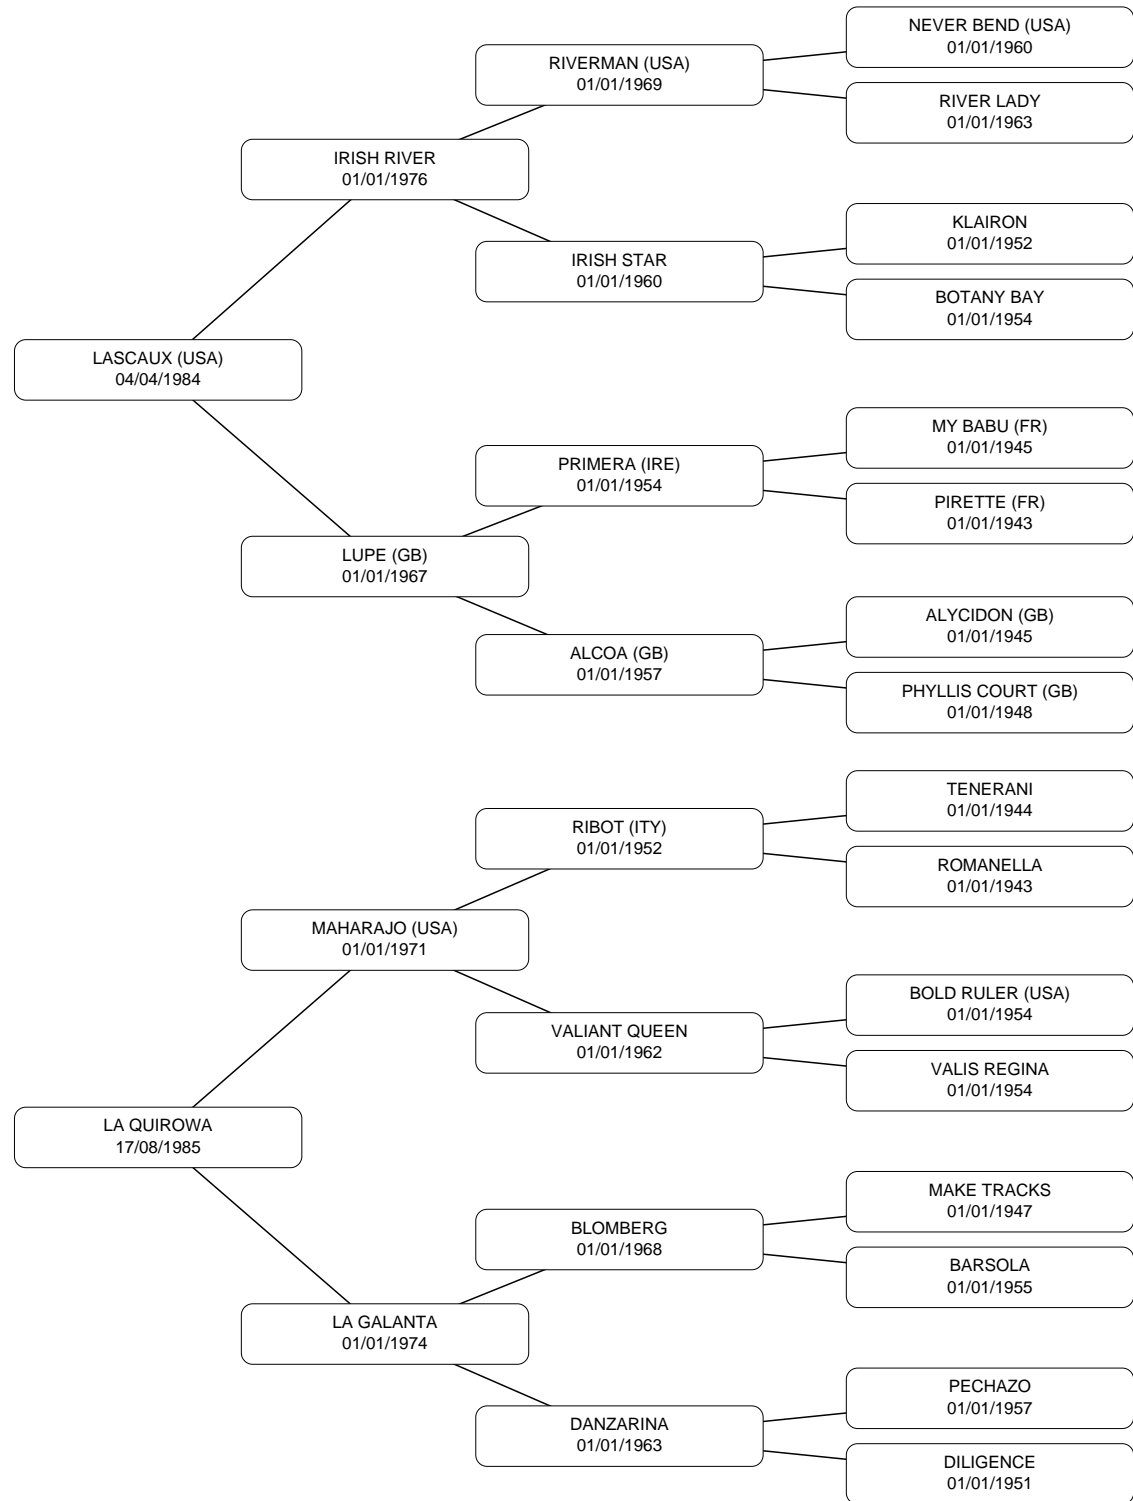 NEVER BEND (USA)
01/01/1960
RIVERMAN (USA)
01/01/1969
RIVER LADY
01/01/1963
IRISH RIVER
01/01/1976
KLAIRON
01/01/1952
IRISH STAR
01/01/1960
BOTANY BAY
01/01/1954
LASCAUX (USA)
04/04/1984
MY BABU (FR)
01/01/1945
PRIMERA (IRE)
01/01/1954
PIRETTE (FR)
01/01/1943
LUPE (GB)
01/01/1967
ALYCIDON (GB)
01/01/1945
ALCOA (GB)
01/01/1957
PHYLLIS COURT (GB)
01/01/1948
TENERANI
01/01/1944
RIBOT (ITY)
01/01/1952
ROMANELLA
01/01/1943
MAHARAJO (USA)
01/01/1971
BOLD RULER (USA)
01/01/1954
VALIANT QUEEN
01/01/1962
VALIS REGINA
01/01/1954
LA QUIROWA
17/08/1985
MAKE TRACKS
01/01/1947
BLOMBERG
01/01/1968
BARSOLA
01/01/1955
LA GALANTA
01/01/1974
PECHAZO
01/01/1957
DANZARINA
01/01/1963
DILIGENCE
01/01/1951